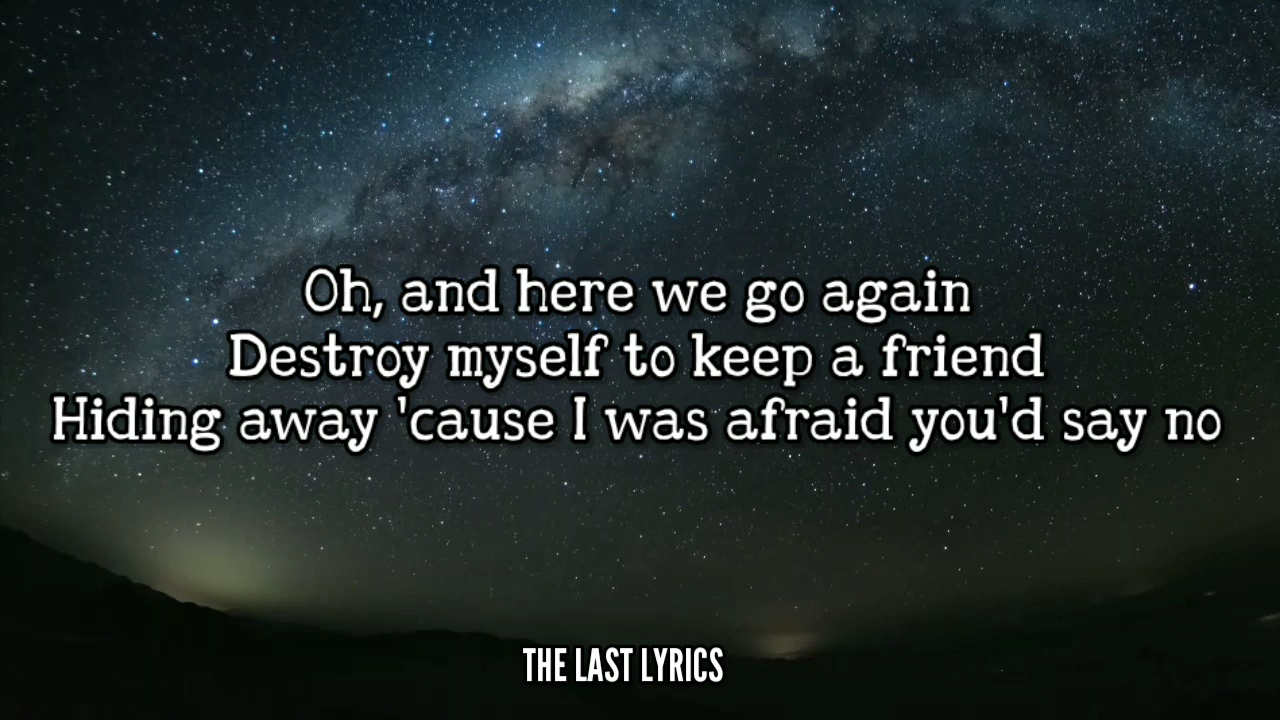 Oh, and here we go again
Destroy myself to keep a friend
Hiding away 'cause I was afraid you'd say no
THE LAST LYRICS